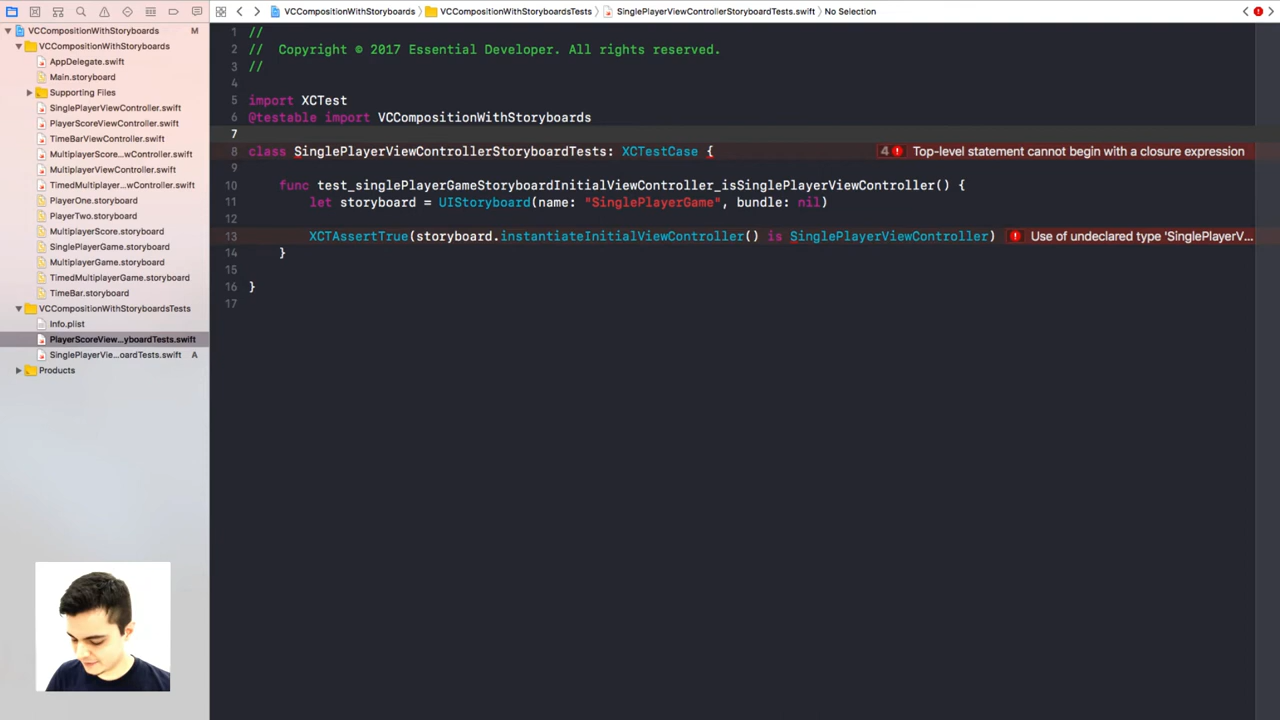 VCCompositionWithStoryboards
VCCompositionWithStoryboardsTests
SinglePlayerViewControllerStoryboardTests.swift
No Selection
VCCompositionWithStoryboards M
VCCompositionWithStoryboards
AppDelegate.swift
Main.storyboard
Supporting Files
SinglePlayerViewController.swift
PlayerScoreViewController.swift
TimeBarViewController.swift
MultiplayerScore...wController.swift
MultiplayerViewController.swift
TimedMultiplayer...wController.swift
PlayerOne.storyboard
PlayerTwo.storyboard
MultiplayerScore.storyboard
SinglePlayerGame.storyboard
MultiplayerGame.storyboard
TimedMultiplayerGame.storyboard
TimeBar.storyboard
VCCompositionWithStoryboardsTests
Info.plist
PlayerScoreView...yboardTests.swift
SinglePlayerVie...oardTests.swift A
Products
1 //
2 // Copyright © 2017 Essential Developer. All rights reserved.
3 //
4
5 import XCTest
6 @testable import VCCompositionWithStoryboards
7
8 class SinglePlayerViewControllerStoryboardTests: XCTestCase { 4 Top-level statement cannot begin with a closure expression
9
10 func test_singlePlayerGameStoryboardInitialViewController_isSinglePlayerViewController() {
11 let storyboard = UIStoryboard(name: "SinglePlayerGame", bundle: nil)
12
13 XCTAssertTrue(storyboard.instantiateInitialViewController() is SinglePlayerViewController) Use of undeclared type 'SinglePlayerV...
14 }
15
16 }
17